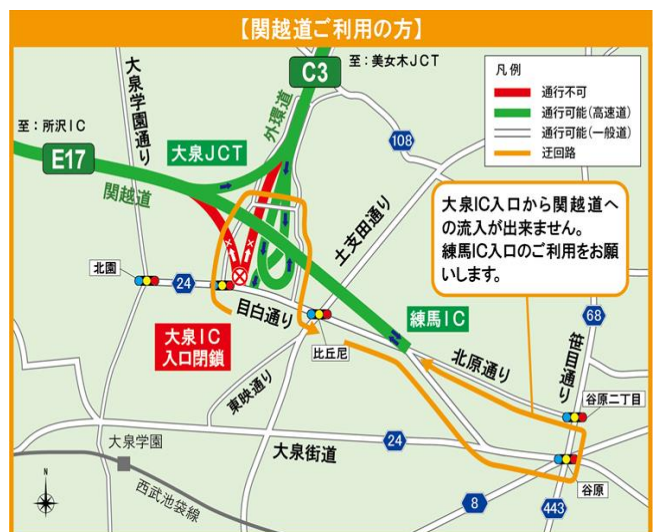 【関越道ご利用の方】
至:美女木JCT
C3
凡例
通行不可
通行可能(高速道)
通行可能(一般道)
迂回路
大泉学園通り
至:所沢IC
外環道
大泉JCT
108
E17
関越道
土支田通り
大泉IC入口から関越道へ
の流入が出来ません。
練馬IC入口のご利用をお願
いします。
北園
24
目白通り
練馬IC
68
大泉IC
入口閉鎖
比丘尼
北原通り
笹目通り
東映通り
谷原二丁目
大泉学園
大泉街道
24
谷原
西武池袋線
N
8
443